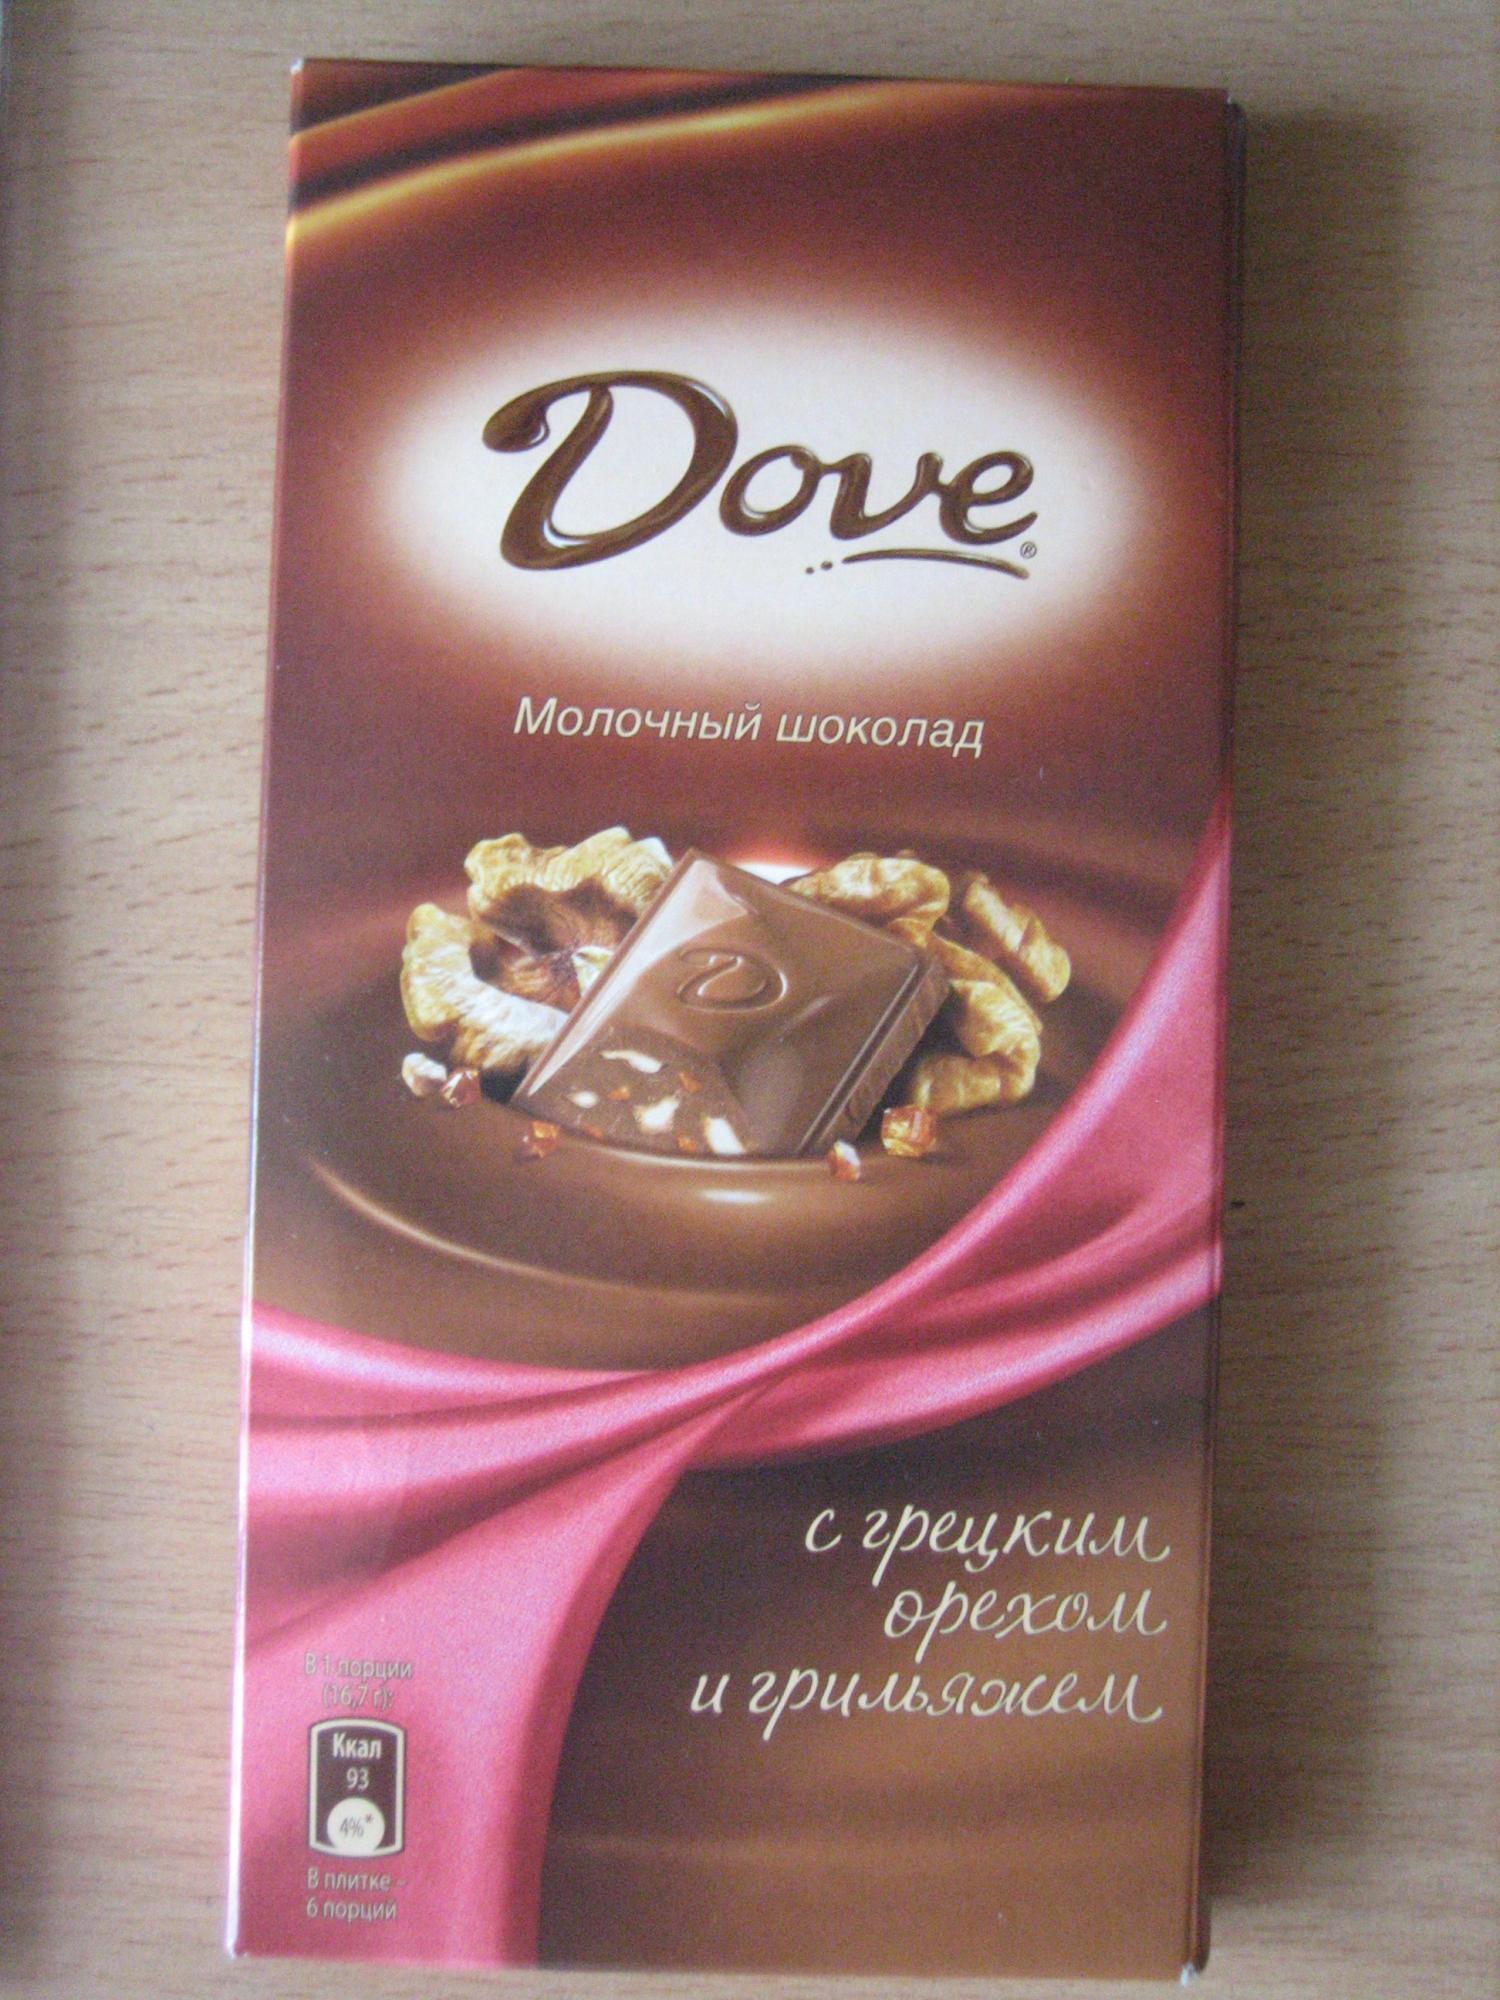 Dove®
Молочный шоколад
с грецким
орехом
и грильяжем
В 1 порции
(16,7 г):
Ккал
93
4%*
В плитке -
6 порций